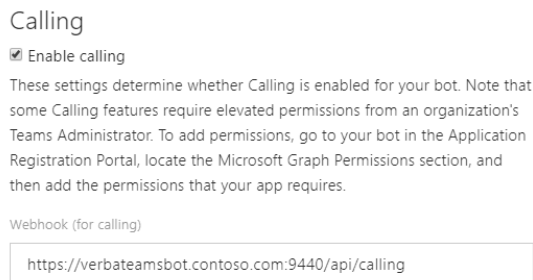 Calling
Enable calling
These settings determine whether Calling is enabled for your bot. Note that
some Calling features require elevated permissions from an organization's
Teams Administrator. To add permissions, go to your bot in the Application
Registration Portal, locate the Microsoft Graph Permissions section, and
then add the permissions that your app requires.
Webhook (for calling)
https://verbateamsbot.contoso.com:9440/api/calling